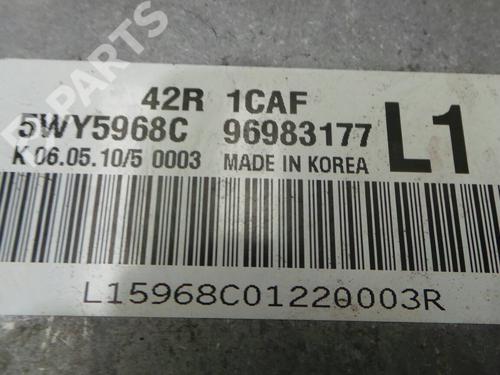 B-PARTS
42R 1CAF
5WY5968C 96983177 L1
K 06.05.10/5 0003 MADE IN KOREA
L15968C01220003R